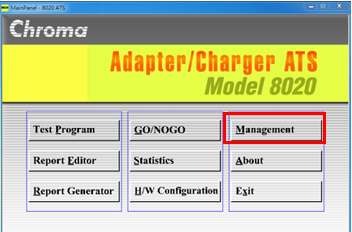 MainPanel - 8020 ATS
Chroma
Adapter/Charger ATS
Model 8020
Test Program
GO/NOGO
Management
Report Editor
Statistics
About
Report Generator
H/W Configuration
Exit